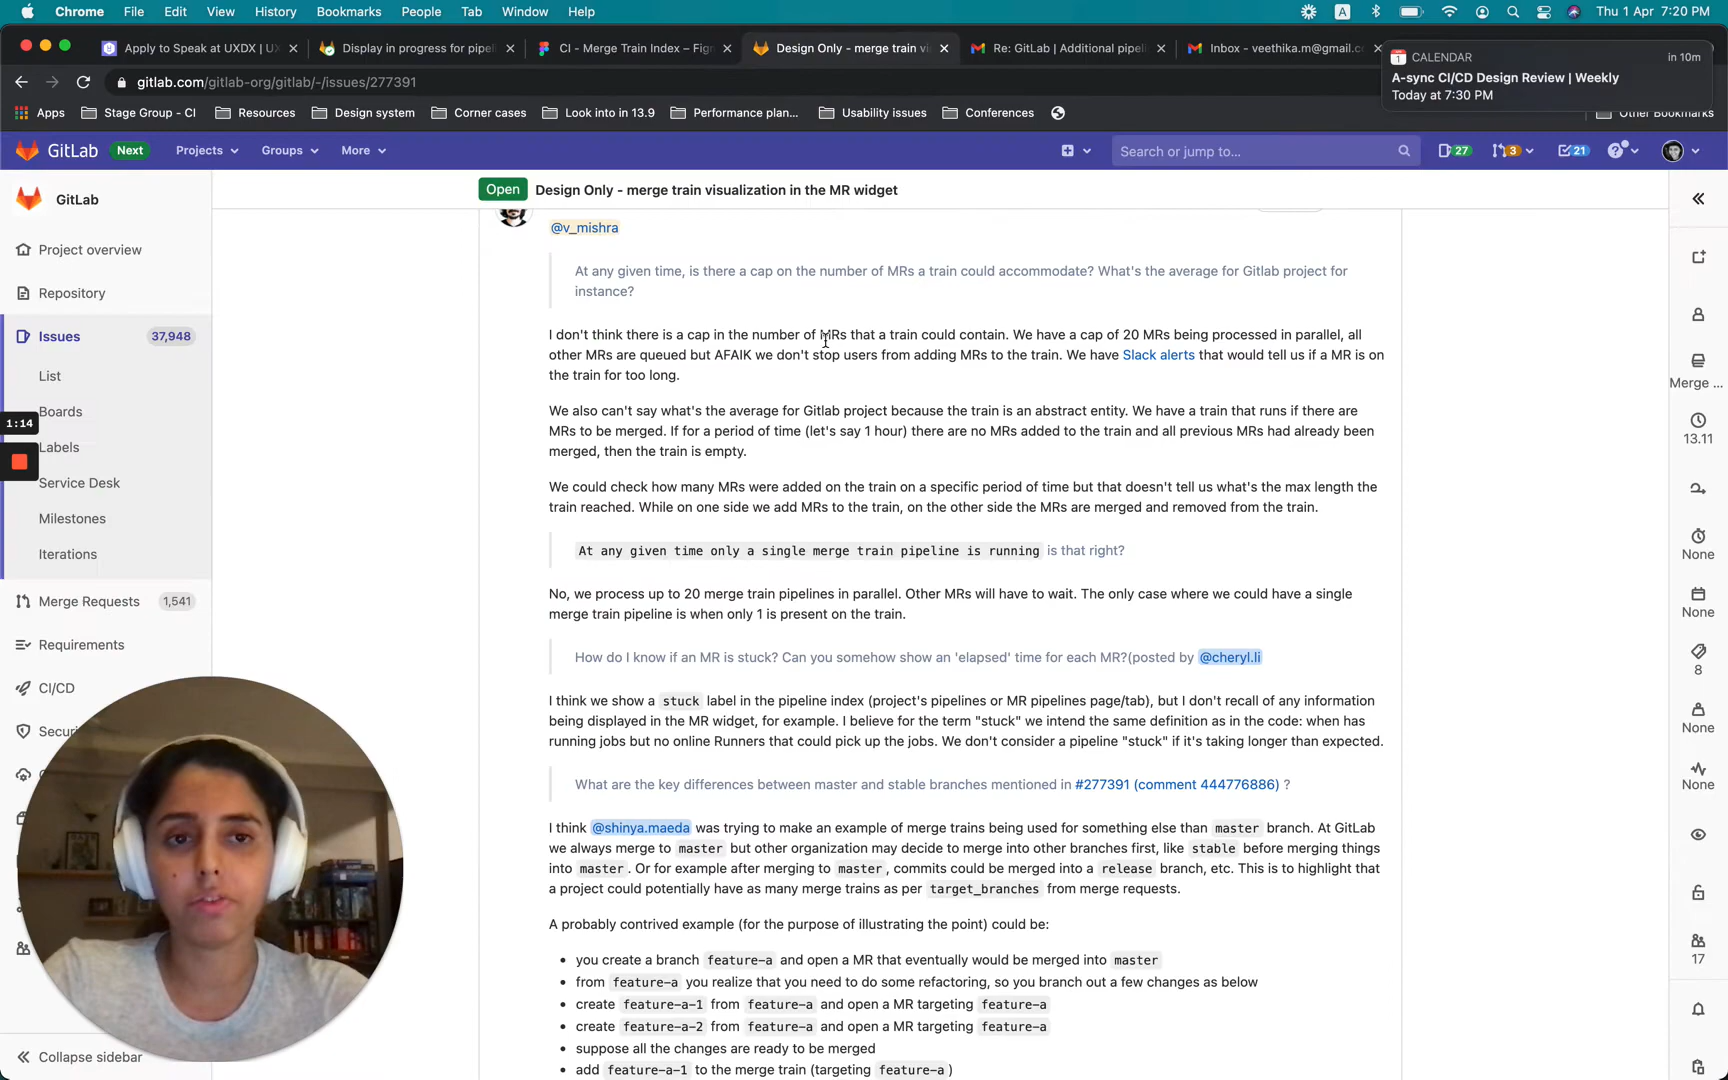 Chrome File Edit View History Bookmarks People Tab Window Help
A Thu 1 Apr 7:20 PM
Apply to Speak at UXDX | U
Display in progress for pipel
CI - Merge Train Index – Fig
Design Only - merge train vi
Re: GitLab | Additional pipeli
Inbox - veethika.m@gmail.c
gitlab.com/gitlab-org/gitlab/-/issues/277391
CALENDAR in 10m
A-sync CI/CD Design Review | Weekly
Today at 7:30 PM
Apps Stage Group - CI Resources Design system Corner cases Look into in 13.9 Performance plan... Usability issues Conferences Other Bookmarks
GitLab Next Projects Groups More Search or jump to... 27 3 21
GitLab
Project overview
Repository
Issues 37,948
List
Boards
1:14
Labels
Service Desk
Milestones
Iterations
Merge Requests 1,541
Requirements
CI/CD
Securi
Collapse sidebar
Open Design Only - merge train visualization in the MR widget
@v_mishra
At any given time, is there a cap on the number of MRs a train could accommodate? What's the average for Gitlab project for
instance?
I don't think there is a cap in the number of MRs that a train could contain. We have a cap of 20 MRs being processed in parallel, all
other MRs are queued but AFAIK we don't stop users from adding MRs to the train. We have Slack alerts that would tell us if a MR is on
the train for too long.
We also can't say what's the average for Gitlab project because the train is an abstract entity. We have a train that runs if there are
MRs to be merged. If for a period of time (let's say 1 hour) there are no MRs added to the train and all previous MRs had already been
merged, then the train is empty.
We could check how many MRs were added on the train on a specific period of time but that doesn't tell us what's the max length the
train reached. While on one side we add MRs to the train, on the other side the MRs are merged and removed from the train.
At any given time only a single merge train pipeline is running is that right?
No, we process up to 20 merge train pipelines in parallel. Other MRs will have to wait. The only case where we could have a single
merge train pipeline is when only 1 is present on the train.
How do I know if an MR is stuck? Can you somehow show an 'elapsed' time for each MR?(posted by @cheryl.li
I think we show a stuck label in the pipeline index (project's pipelines or MR pipelines page/tab), but I don't recall of any information
being displayed in the MR widget, for example. I believe for the term "stuck" we intend the same definition as in the code: when has
running jobs but no online Runners that could pick up the jobs. We don't consider a pipeline "stuck" if it's taking longer than expected.
What are the key differences between master and stable branches mentioned in #277391 (comment 444776886) ?
I think @shinya.maeda was trying to make an example of merge trains being used for something else than master branch. At GitLab
we always merge to master but other organization may decide to merge into other branches first, like stable before merging things
into master . Or for example after merging to master , commits could be merged into a release branch, etc. This is to highlight that
a project could potentially have as many merge trains as per target_branches from merge requests.
A probably contrived example (for the purpose of illustrating the point) could be:
• you create a branch feature-a and open a MR that eventually would be merged into master
• from feature-a you realize that you need to do some refactoring, so you branch out a few changes as below
• create feature-a-1 from feature-a and open a MR targeting feature-a
• create feature-a-2 from feature-a and open a MR targeting feature-a
• suppose all the changes are ready to be merged
• add feature-a-1 to the merge train (targeting feature-a )
Merge ...
13.11
None
None
8
None
None
17